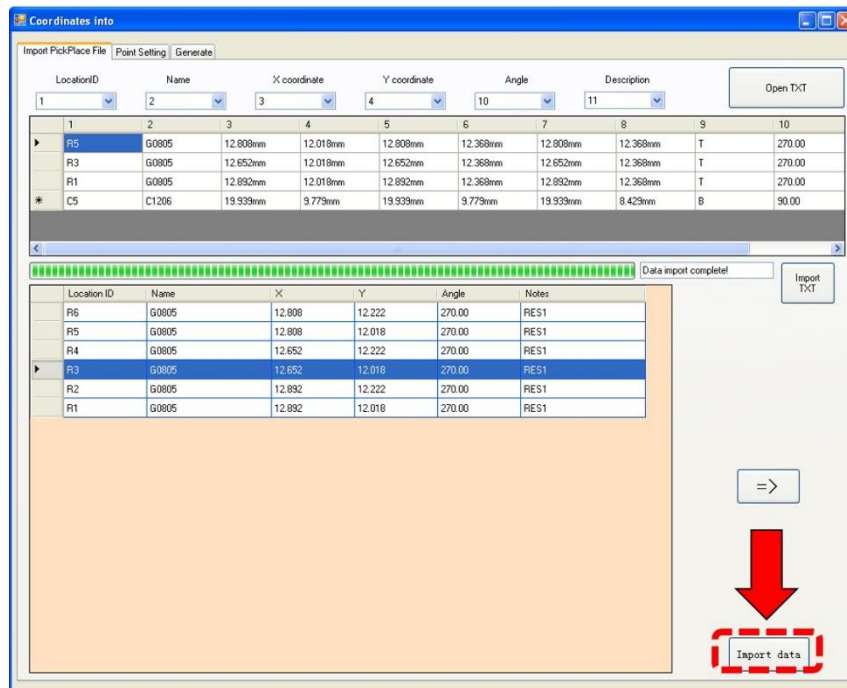 Coordinates into
Import PickPlace File Point Setting Generate
LocationID Name X coordinate Y coordinate Angle Description
1 2 3 4 10 11 Open TXT
1 2 3 4 5 6 7 8 9 10
R5 G0805 12.808mm 12.018mm 12.808mm 12.368mm 12.808mm 12.368mm T 270.00
R3 G0805 12.652mm 12.018mm 12.652mm 12.368mm 12.652mm 12.368mm T 270.00
R1 G0805 12.892mm 12.018mm 12.892mm 12.368mm 12.892mm 12.368mm T 270.00
C5 C1206 19.939mm 9.779mm 19.939mm 9.779mm 19.939mm 8.429mm B 90.00
Data import complete!
Import
TXT
Location ID Name X Y Angle Notes
R6 G0805 12.808 12.222 270.00 RES1
R5 G0805 12.808 12.018 270.00 RES1
R4 G0805 12.652 12.222 270.00 RES1
R3 G0805 12.652 12.018 270.00 RES1
R2 G0805 12.892 12.222 270.00 RES1
R1 G0805 12.892 12.018 270.00 RES1
=>
Import data